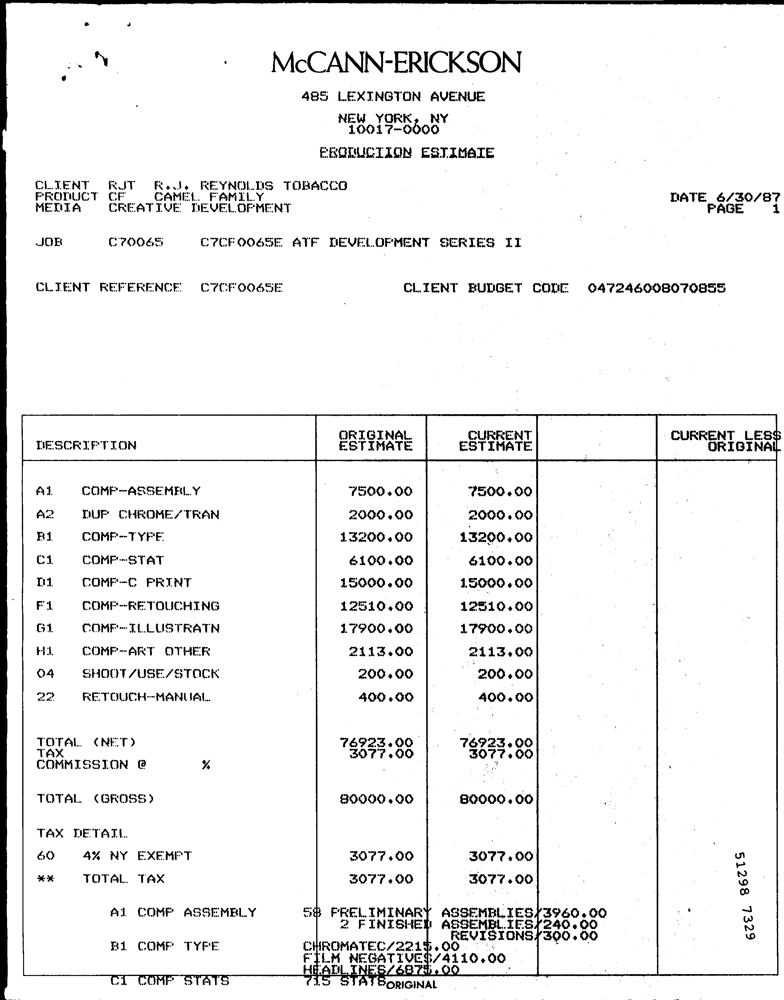 McCANN-ERICKSON
485 LEXINGTON AVENUE
NEW YORK, NY
10017-0000
PRODUCTION ESTIMATE
CLIENT RJT R.J. REYNOLDS TOBACCO
PRODUCT CF CAMEL FAMILY DATE 6/30/87
MEDIA CREATIVE DEVELOPMENT PAGE 1
JOB C70065 C7CF0065E ATF DEVELOPMENT SERIES II
CLIENT REFERENCE C7CF0065E CLIENT BUDGET CODE 047246008070855
DESCRIPTION ORIGINAL ESTIMATE CURRENT ESTIMATE CURRENT LESS ORIGINAL
A1 COMP-ASSEMBLY 7500.00 7500.00
A2 DUP CHROME/TRAN 2000.00 2000.00
B1 COMP-TYPE 13200.00 13200.00
C1 COMP-STAT 6100.00 6100.00
D1 COMP-C PRINT 15000.00 15000.00
F1 COMP-RETOUCHING 12510.00 12510.00
G1 COMP-ILLUSTRATN 17900.00 17900.00
H1 COMP-ART OTHER 2113.00 2113.00
04 SHOOT/USE/STOCK 200.00 200.00
22 RETOUCH-MANUAL 400.00 400.00
TOTAL (NET) 76923.00 76923.00
TAX 3077.00 3077.00
COMMISSION @ %
TOTAL (GROSS) 80000.00 80000.00
TAX DETAIL
60 4% NY EXEMPT 3077.00 3077.00
** TOTAL TAX 3077.00 3077.00
A1 COMP ASSEMBLY 58 PRELIMINARY ASSEMBLIES/3960.00
2 FINISHED ASSEMBLIES/240.00
REVISIONS/300.00
B1 COMP TYPE CHROMATEC/2215.00
FILM NEGATIVES/4110.00
HEADLINES/6875.00
C1 COMP STATS 715 STATS
ORIGINAL
51298 7329